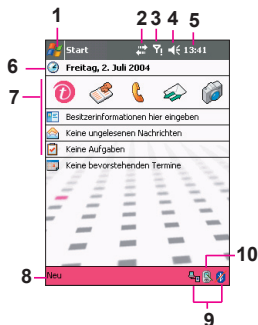 1 2 3 4 5
Start 13:41
6 Freitag, 2. Juli 2004
7
Besitzerinformationen hier eingeben
Keine ungelesenen Nachrichten
Keine Aufgaben
Keine bevorstehenden Termine
10
8 Neu
9